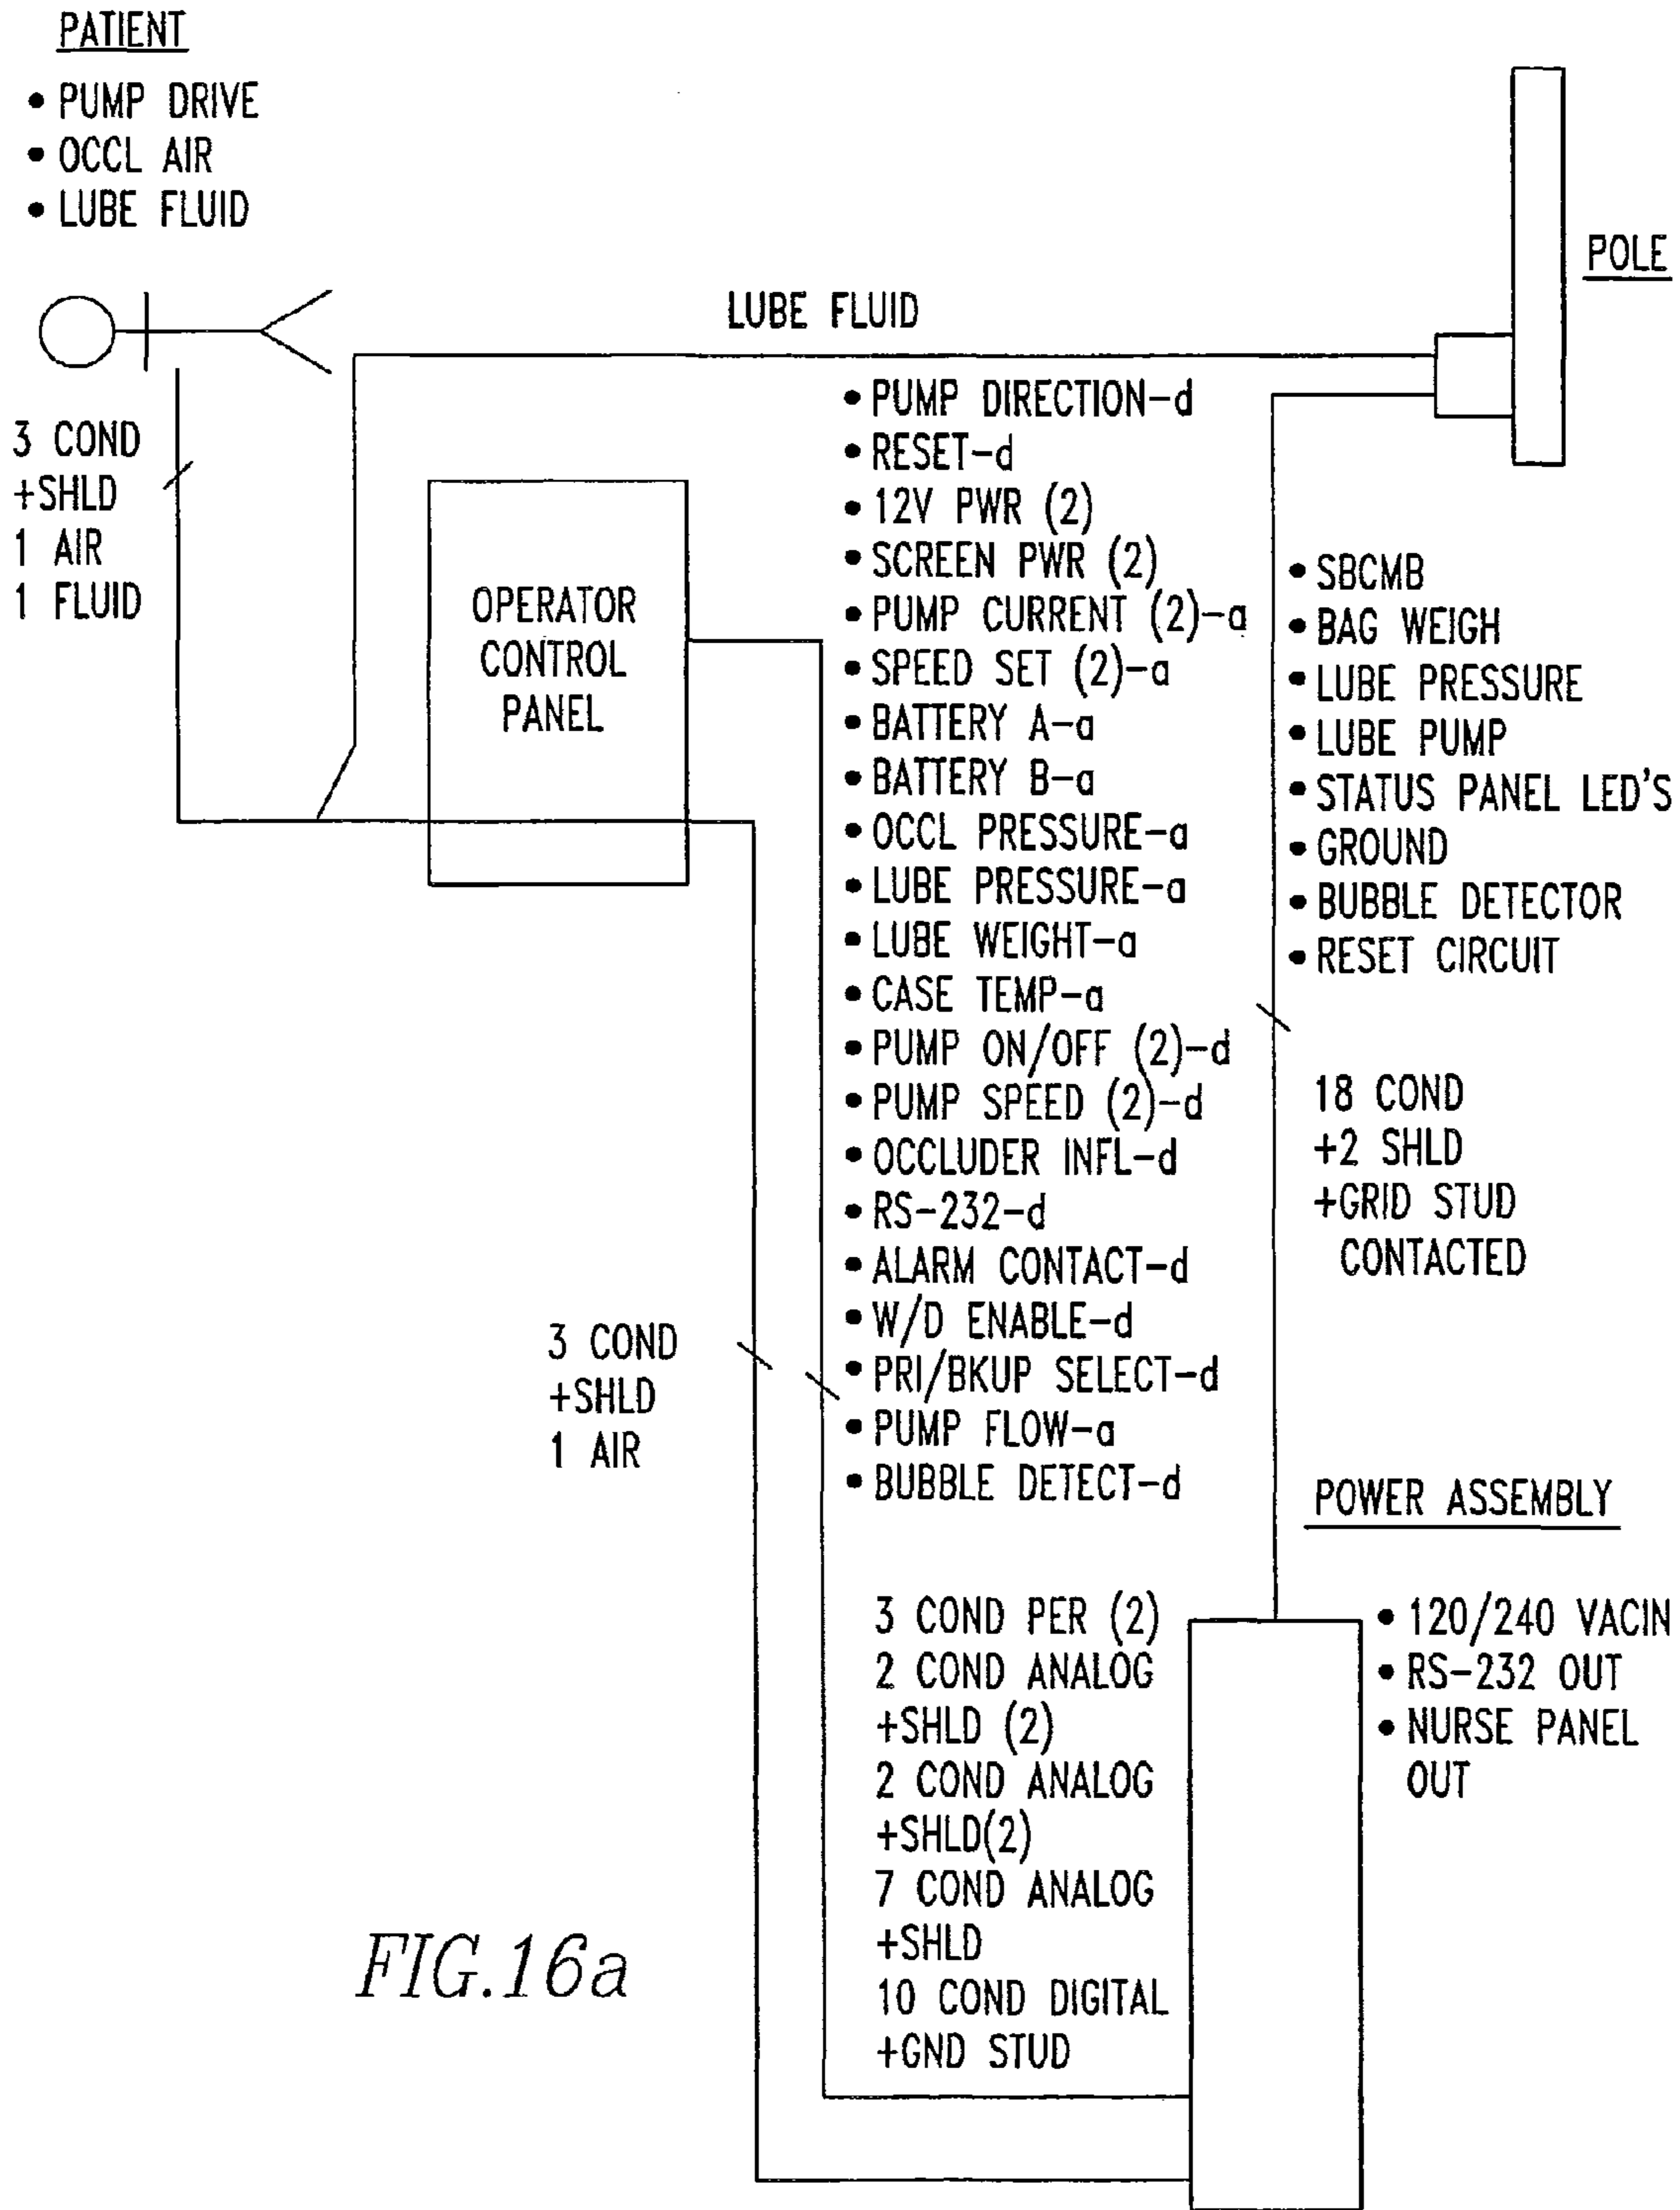 PATIENT
• PUMP DRIVE
• OCCL AIR
• LUBE FLUID
POLE
LUBE FLUID
3 COND
+SHLD
1 AIR
1 FLUID
OPERATOR
CONTROL
PANEL
• PUMP DIRECTION-d
• RESET-d
• 12V PWR (2)
• SCREEN PWR (2)
• PUMP CURRENT (2)-a
• SPEED SET (2)-a
• BATTERY A-a
• BATTERY B-a
• OCCL PRESSURE-a
• LUBE PRESSURE-a
• LUBE WEIGHT-a
• CASE TEMP-a
• PUMP ON/OFF (2)-d
• PUMP SPEED (2)-d
• OCCLUDER INFL-d
• RS-232-d
• ALARM CONTACT-d
• W/D ENABLE-d
• PRI/BKUP SELECT-d
• PUMP FLOW-a
• BUBBLE DETECT-d
• SBCMB
• BAG WEIGH
• LUBE PRESSURE
• LUBE PUMP
• STATUS PANEL LED'S
• GROUND
• BUBBLE DETECTOR
• RESET CIRCUIT
18 COND
+2 SHLD
+GRID STUD
CONTACTED
3 COND
+SHLD
1 AIR
POWER ASSEMBLY
3 COND PER (2)
2 COND ANALOG
+SHLD (2)
2 COND ANALOG
+SHLD(2)
7 COND ANALOG
+SHLD
10 COND DIGITAL
+GND STUD
• 120/240 VACIN
• RS-232 OUT
• NURSE PANEL
OUT
FIG.16a